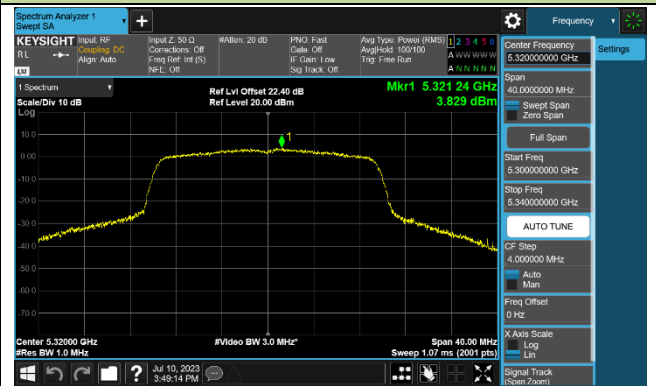 Spectrum Analyzer 1
Swept SA
Frequency
KEYSIGHT
RL
LXI
Input: RF
Coupling: DC
Align: Auto
Input Z: 50 Ω
Corrections: Off
Freq Ref: Int (S)
NFE: Off
#Atten: 20 dB
PNO: Fast
Gate: Off
IF Gain: Low
Sig Track: Off
Avg Type: Power (RMS)
Avg|Hold: 100/100
Trig: Free Run
1 2 3 4 5 6
A W W W W W
A N N N N N
1 Spectrum
Scale/Div 10 dB
Log
Ref Lvl Offset 22.40 dB
Ref Level 20.00 dBm
Mkr1 5.321 24 GHz
3.829 dBm
1
10.0
0.00
-10.0
-20.0
-30.0
-40.0
-50.0
-60.0
-70.0
Center 5.32000 GHz
#Res BW 1.0 MHz
#Video BW 3.0 MHz*
Span 40.00 MHz
Sweep 1.07 ms (2001 pts)
Jul 10, 2023
3:49:14 PM
Center Frequency
5.320000000 GHz
Settings
Span
40.0000000 MHz
Swept Span
Zero Span
Full Span
Start Freq
5.300000000 GHz
Stop Freq
5.340000000 GHz
AUTO TUNE
CF Step
4.000000 MHz
Auto
Man
Freq Offset
0 Hz
X Axis Scale
Log
Lin
Signal Track
(Span Zoom)